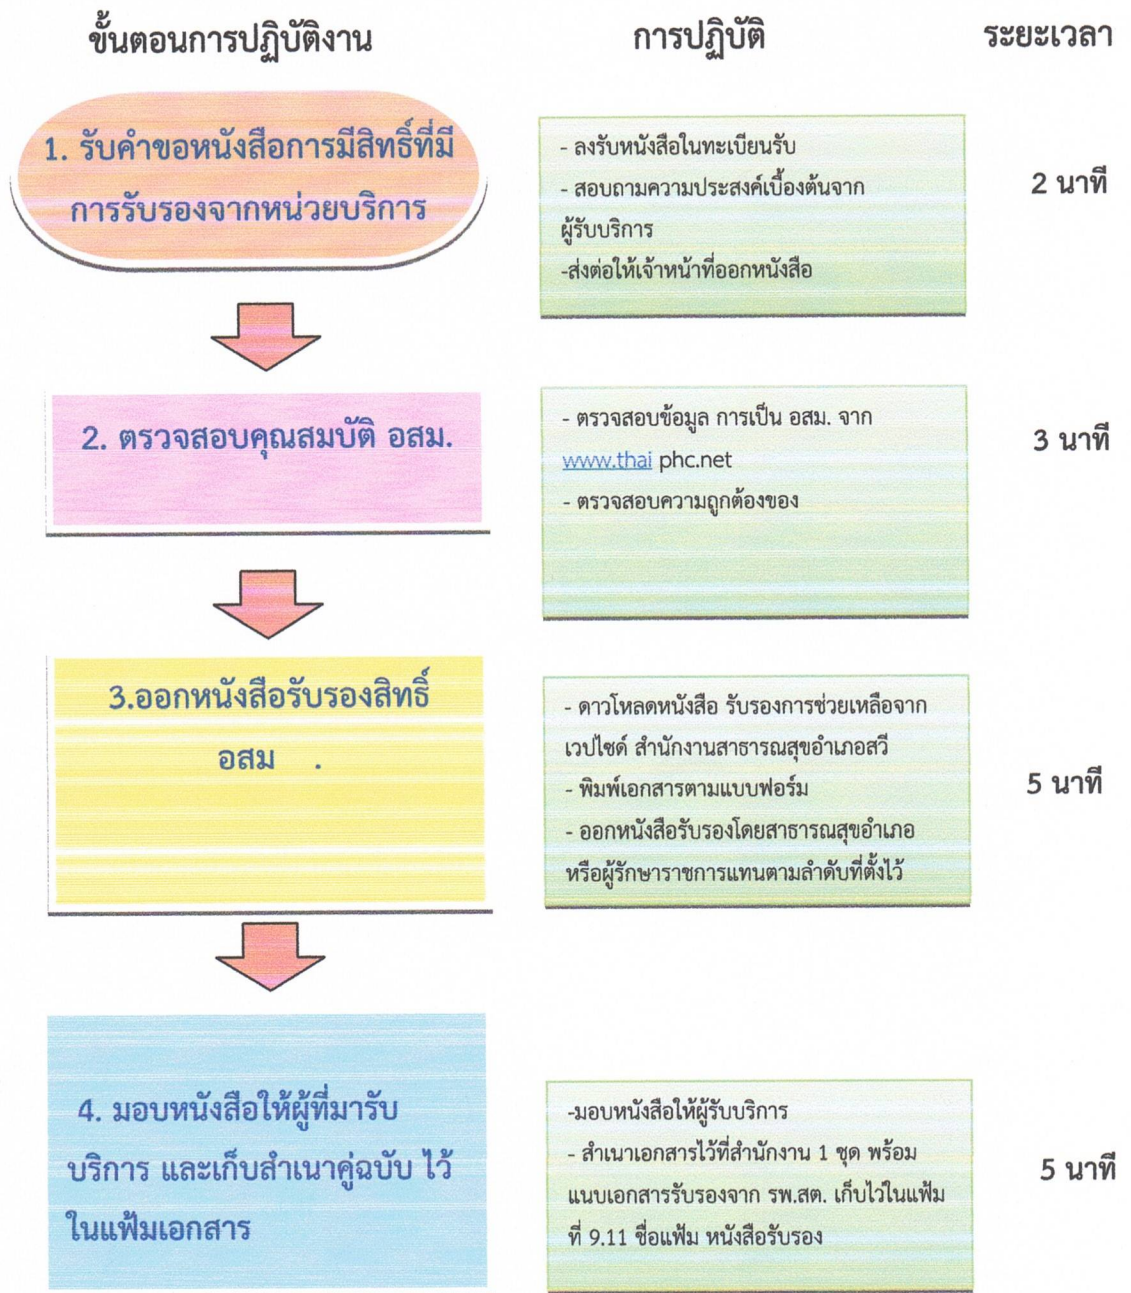 ขั้นตอนการปฏิบัติงาน
การปฏิบัติ
ระยะเวลา
1. รับคำขอหนังสือการมีสิทธิ์ที่มี
การรับรองจากหน่วยบริการ
- ลงรับหนังสือในทะเบียนรับ
- สอบถามความประสงค์เบื้องต้นจาก
ผู้รับบริการ
-ส่งต่อให้เจ้าหน้าที่ออกหนังสือ
2 นาที
2. ตรวจสอบคุณสมบัติ อสม.
- ตรวจสอบข้อมูล การเป็น อสม. จาก
www.thai phc.net
- ตรวจสอบความถูกต้องของ
3 นาที
3.ออกหนังสือรับรองสิทธิ์
อสม .
- ดาวโหลดหนังสือ รับรองการช่วยเหลือจาก
เวปไซด์ สำนักงานสาธารณสุขอำเภอสวี
- พิมพ์เอกสารตามแบบฟอร์ม
- ออกหนังสือรับรองโดยสาธารณสุขอำเภอ
หรือผู้รักษาราชการแทนตามลำดับที่ตั้งไว้
5 นาที
4. มอบหนังสือให้ผู้ที่มารับ
บริการ และเก็บสำเนาคู่ฉบับ ไว้
ในแฟ้มเอกสาร
-มอบหนังสือให้ผู้รับบริการ
- สำเนาเอกสารไว้ที่สำนักงาน 1 ชุด พร้อม
แนบเอกสารรับรองจาก รพ.สต. เก็บไว้ในแฟ้ม
ที่ 9.11 ชื่อแฟ้ม หนังสือรับรอง
5 นาที